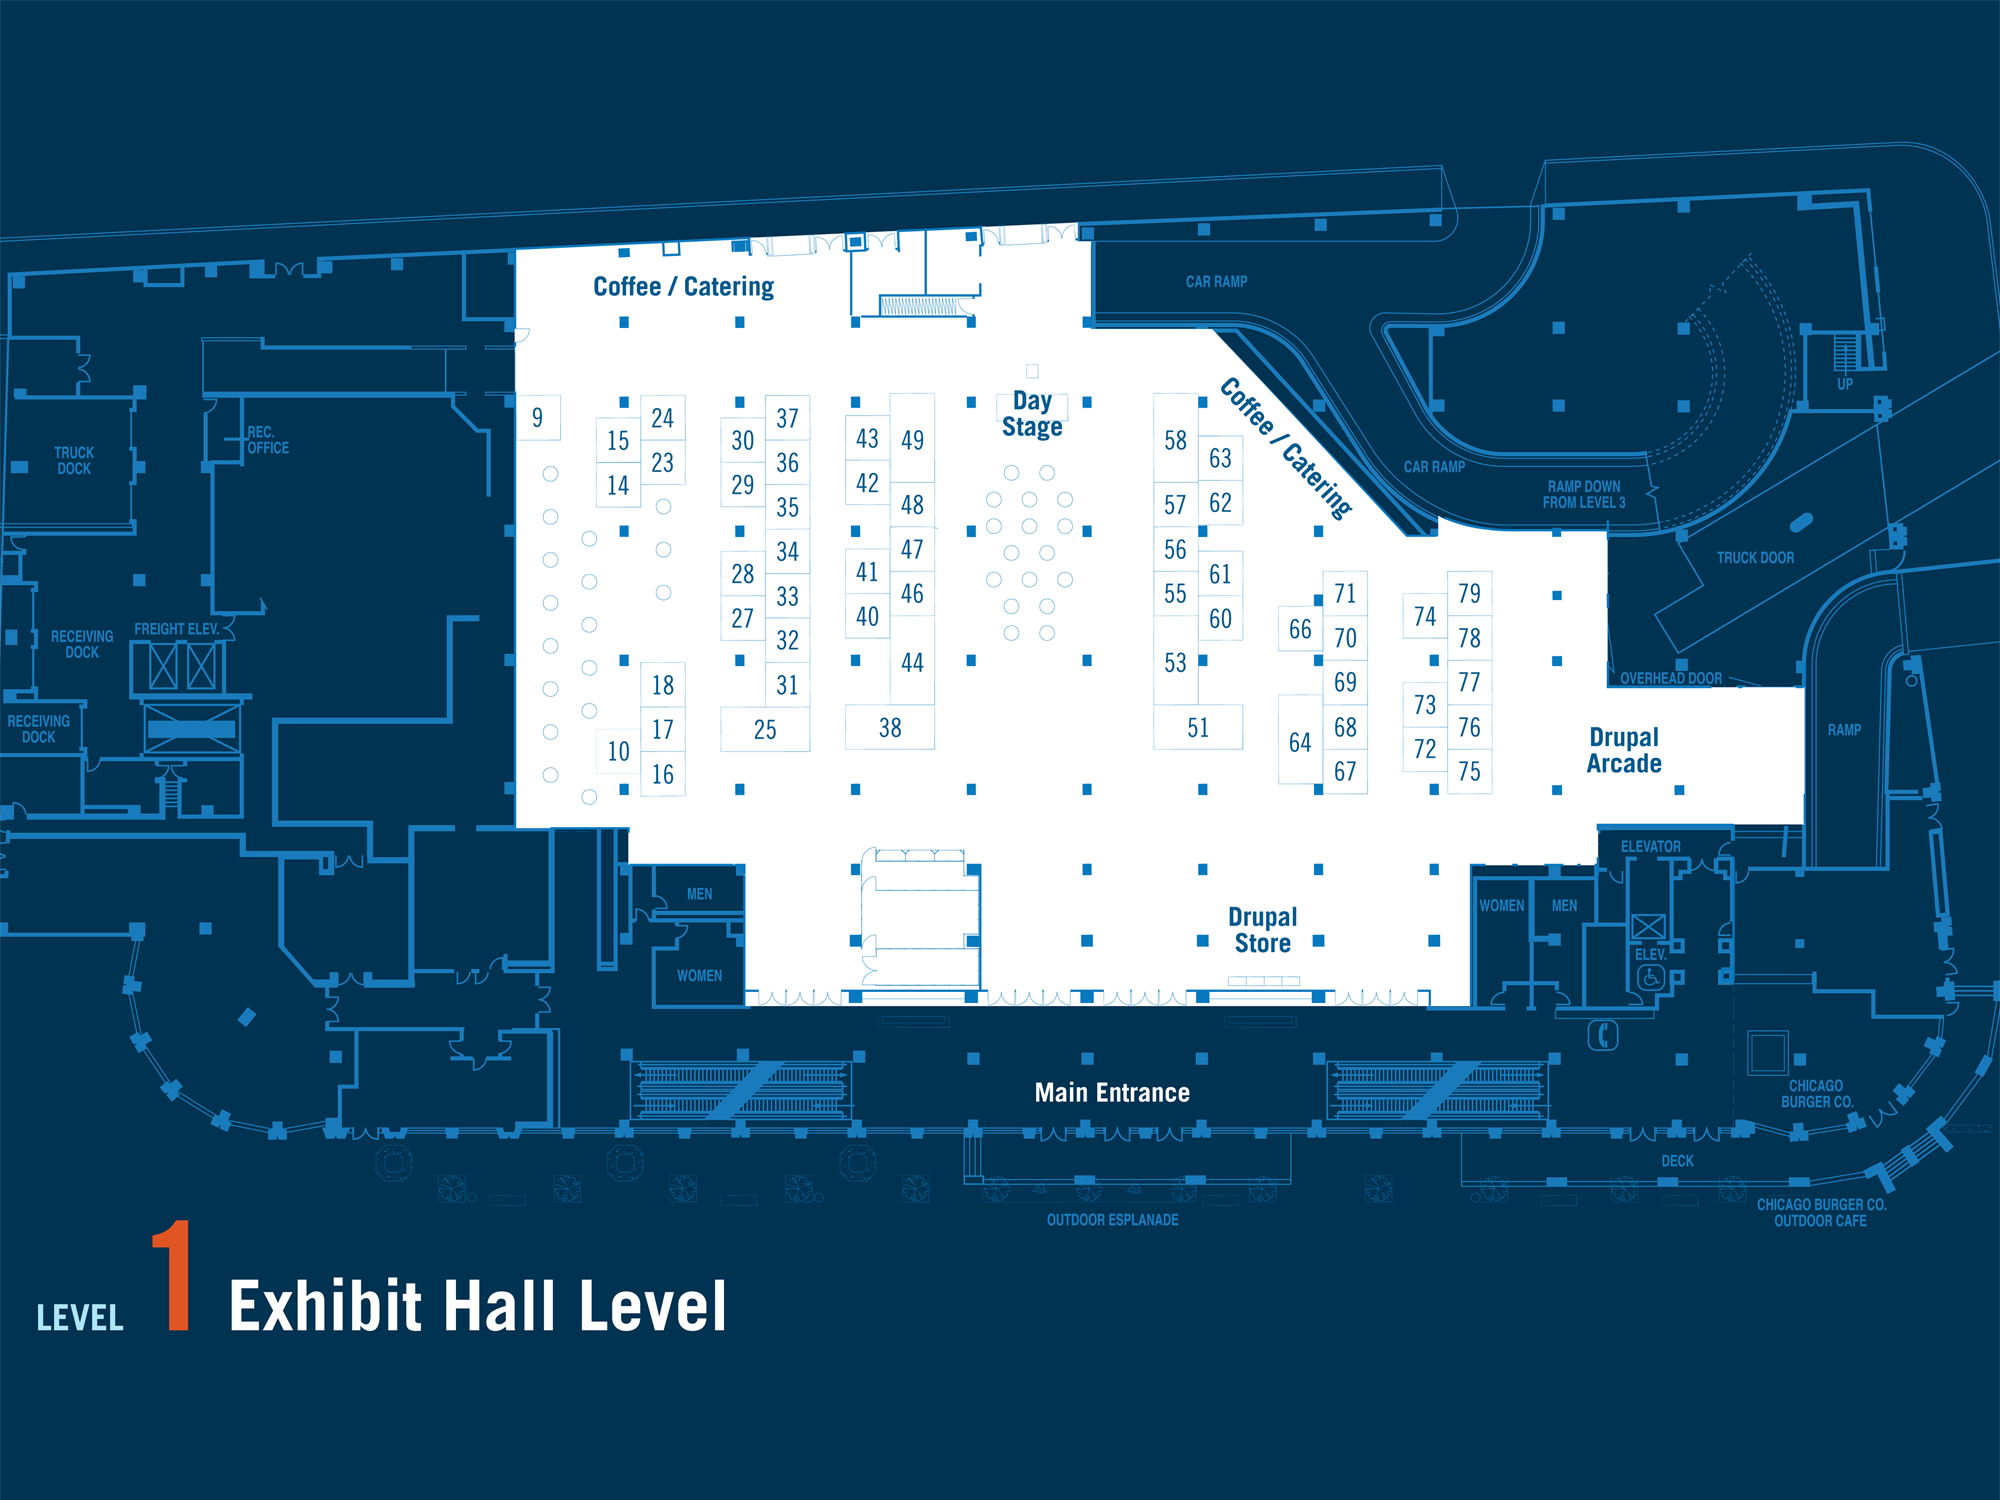 Coffee / Catering
CAR RAMP
UP
Coffee / Catering
Day
Stage
9
15
24
14
23
30
37
29
36
35
34
28
33
27
32
31
25
18
17
10
16
43
49
42
48
47
41
46
40
44
38
58
63
57
62
56
61
55
60
53
51
66
71
70
69
64
68
67
74
79
78
77
73
76
72
75
REC.
OFFICE
TRUCK
DOCK
CAR RAMP
RAMP DOWN
FROM LEVEL 3
TRUCK DOOR
FREIGHT ELEV.
RECEIVING
DOCK
OVERHEAD DOOR
RECEIVING
DOCK
RAMP
Drupal
Arcade
ELEVATOR
MEN
WOMEN
Drupal
Store
WOMEN
MEN
ELEV.
Main Entrance
CHICAGO
BURGER CO.
DECK
OUTDOOR ESPLANADE
CHICAGO BURGER CO.
OUTDOOR CAFE
LEVEL 1 Exhibit Hall Level